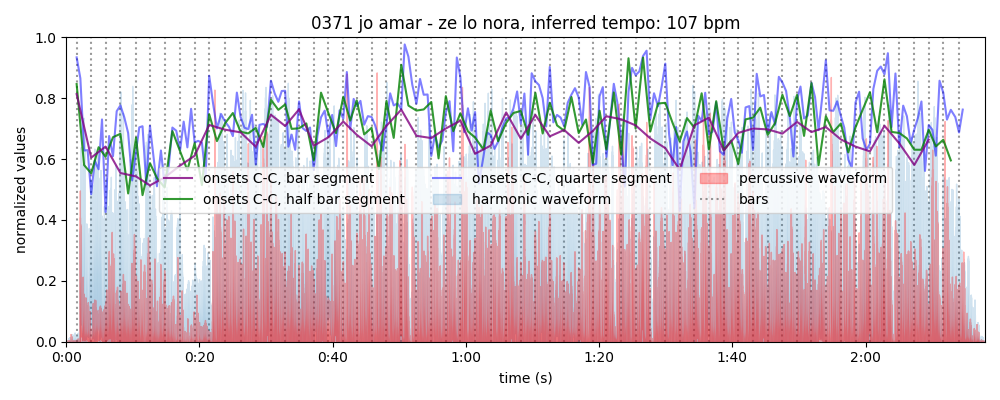 0371 jo amar - ze lo nora, inferred tempo: 107 bpm
1.0
0.8
0.6
0.4
0.2
0.0
normalized values
onsets C-C, bar segment
onsets C-C, half bar segment
onsets C-C, quarter segment
harmonic waveform
percussive waveform
bars
0:00 0:20 0:40 1:00 1:20 1:40 2:00
time (s)